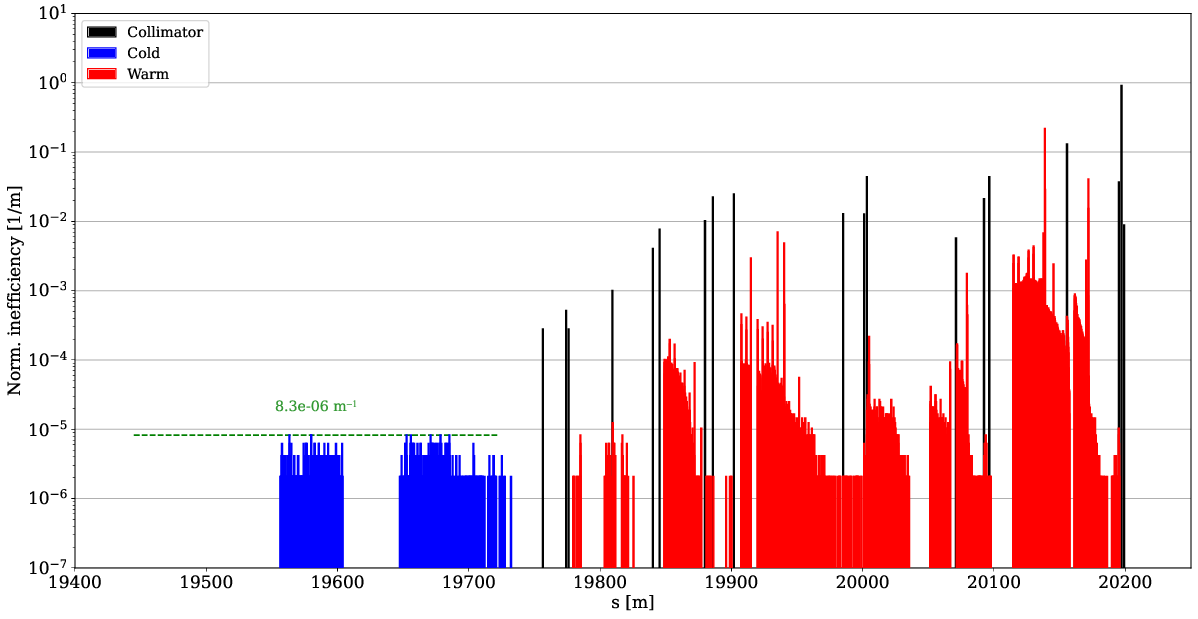 Collimator
Cold
Warm
Norm. inefficiency [1/m]
10¹
10⁰
10⁻¹
10⁻²
10⁻³
10⁻⁴
10⁻⁵
10⁻⁶
10⁻⁷
8.3e-06 m⁻¹
19400 19500 19600 19700 19800 19900 20000 20100 20200
s [m]